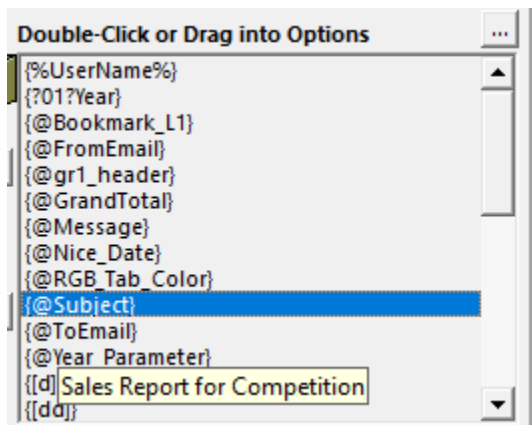 Double-Click or Drag into Options ...
{%UserName%}
{?01?Year}
{@Bookmark_L1}
{@FromEmail}
{@gr1_header}
{@GrandTotal}
{@Message}
{@Nice_Date}
{@RGB_Tab_Color}
{@Subject}
{@ToEmail}
{@Year_Parameter}
{[d]
Sales Report for Competition
{[dd]}